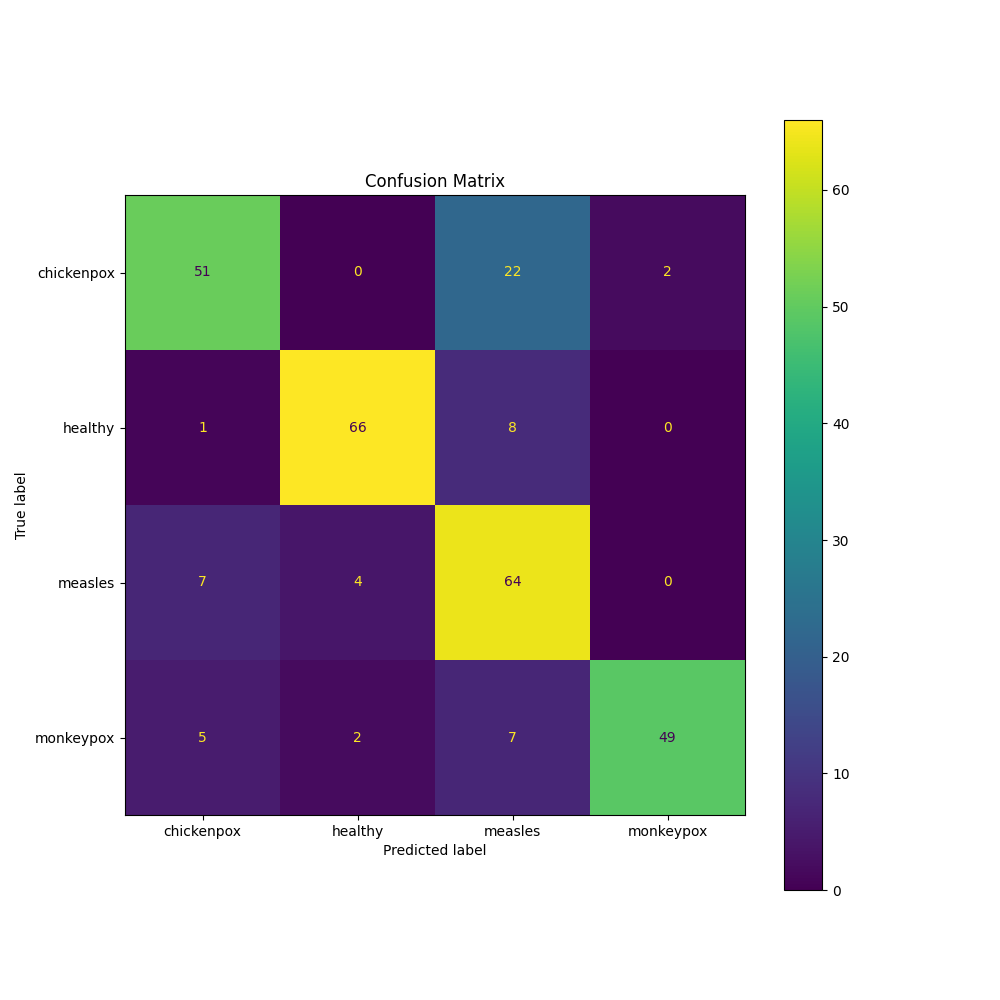 Confusion Matrix
chickenpox 51 0 22 2
healthy 1 66 8 0
measles 7 4 64 0
monkeypox 5 2 7 49
chickenpox healthy measles monkeypox
Predicted label
True label
60
50
40
30
20
10
0